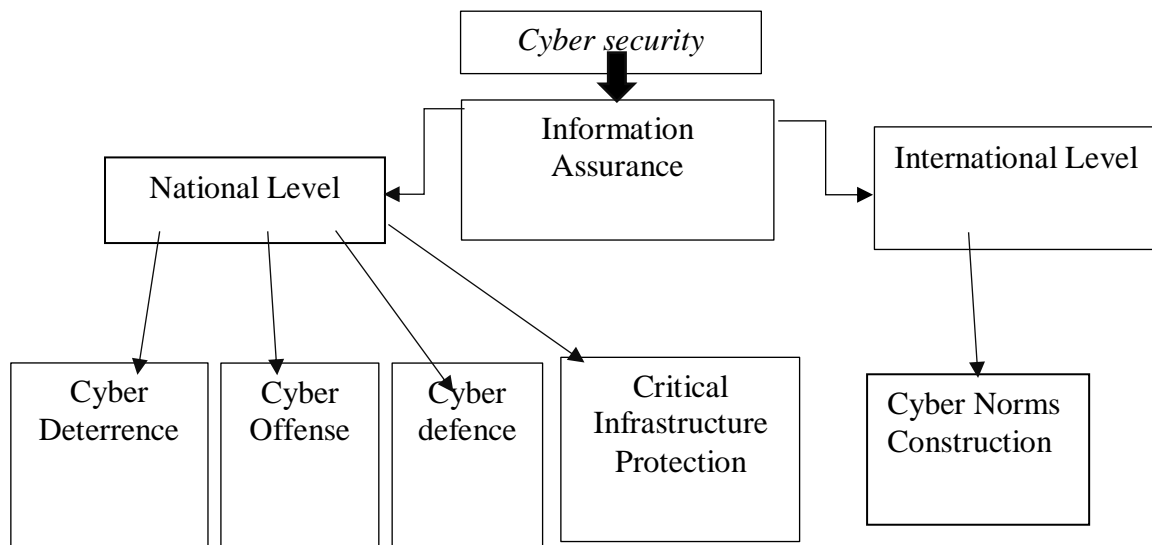 Cyber security
Information
Assurance
National Level
International Level
Cyber
Deterrence
Cyber
Offense
Cyber
defence
Critical
Infrastructure
Protection
Cyber Norms
Construction